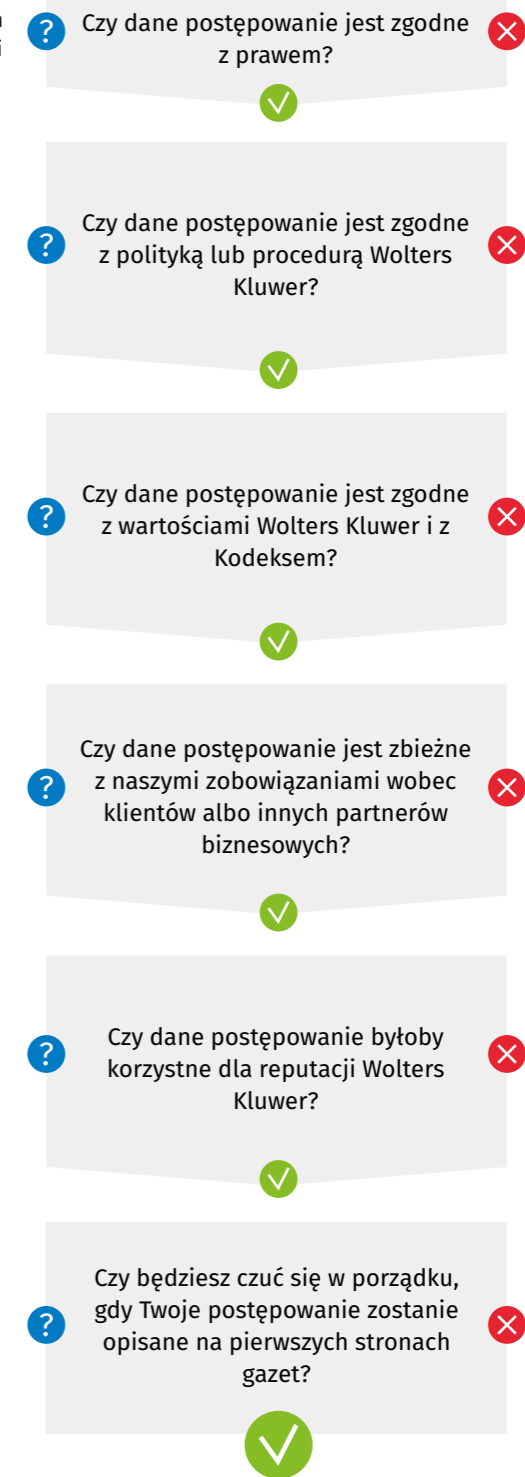 i
Czy dane postępowanie jest zgodne
z prawem?
Czy dane postępowanie jest zgodne
z polityką lub procedurą Wolters
Kluwer?
Czy dane postępowanie jest zgodne
z wartościami Wolters Kluwer i z
Kodeksem?
Czy dane postępowanie jest zbieżne
z naszymi zobowiązaniami wobec
klientów albo innych partnerów
biznesowych?
Czy dane postępowanie byłoby
korzystne dla reputacji Wolters
Kluwer?
Czy będziesz czuć się w porządku,
gdy Twoje postępowanie zostanie
opisane na pierwszych stronach
gazet?